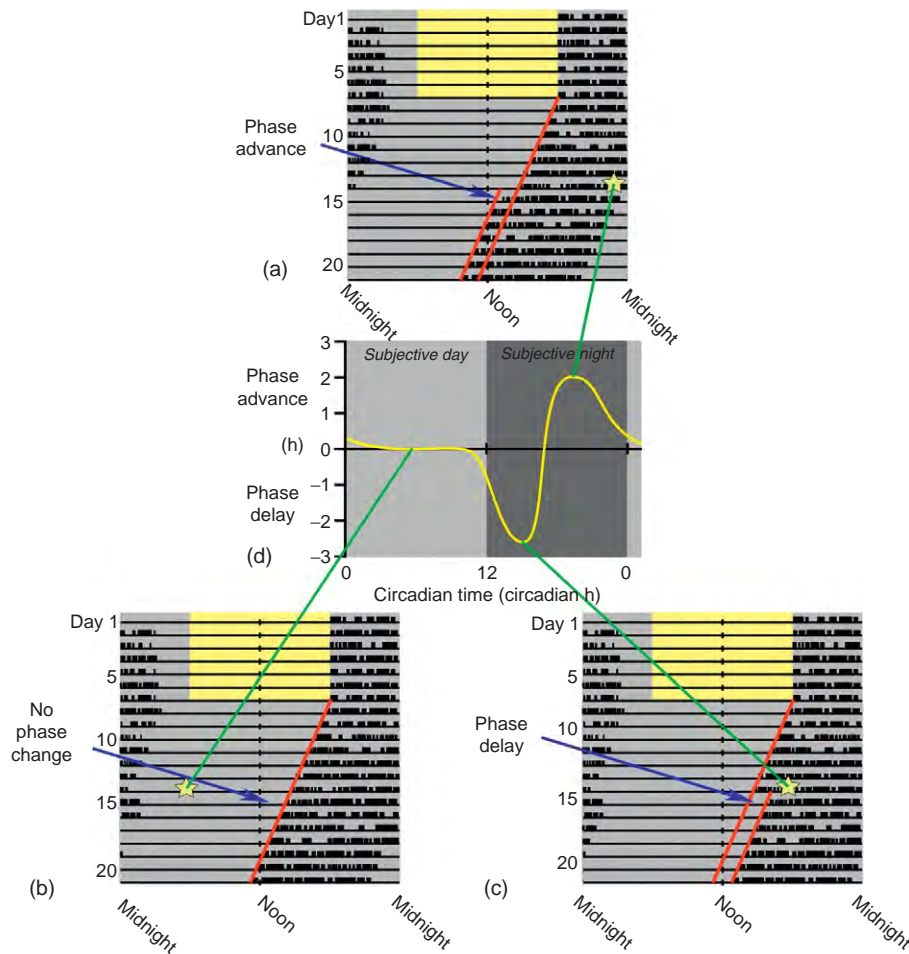 Day1
5
10
15
20
Phase
advance
(a)
Midnight
Noon
Midnight
3
2
1
0
−1
−2
−3
Phase
advance
(h)
Phase
delay
(d)
Subjective day
Subjective night
0
12
0
Circadian time (circadian h)
Day 1
5
10
15
20
No
phase
change
(b)
Midnight
Noon
Midnight
Day 1
5
10
15
20
Phase
delay
(c)
Midnight
Noon
Midnight